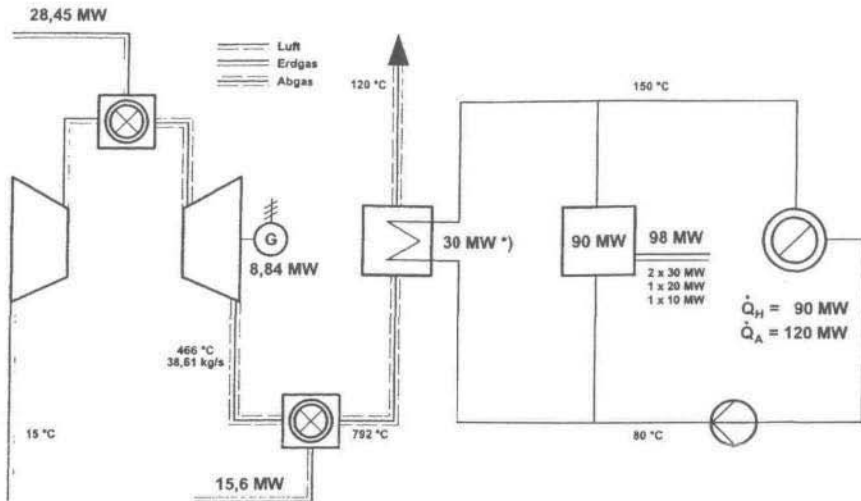 28,45 MW
Luft
Erdgas
Abgas
120 °C
150 °C
G
8,84 MW
30 MW *)
90 MW
98 MW
2 x 30 MW
1 x 20 MW
1 x 10 MW
Q̇H = 90 MW
Q̇A = 120 MW
466 °C
38,61 kg/s
15 °C
792 °C
80 °C
15,6 MW